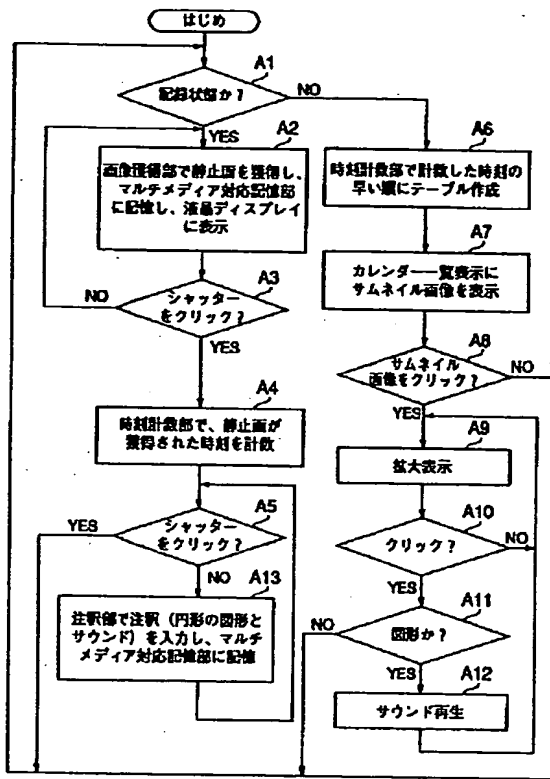 はじめ
A1
記録状態か?
NO
YES
A2
画像獲得部で静止画を獲得し、
マルチメディア対応記憶部
に記憶し、液晶ディスプレイ
に表示
A3
シャッター
をクリック?
NO
YES
A4
時刻計数部で、静止画が
獲得された時刻を計数
A5
シャッター
をクリック?
YES
NO
A13
注釈部で注釈(円形の図形と
サウンド)を入力し、マルチ
メディア対応記憶部に記憶
A6
時刻計数部で計数した時刻の
早い順にテーブル作成
A7
カレンダー一覧表示に
サムネイル画像を表示
A8
サムネイル
画像をクリック?
NO
YES
A9
拡大表示
A10
クリック?
NO
YES
A11
図形か?
NO
YES
A12
サウンド再生